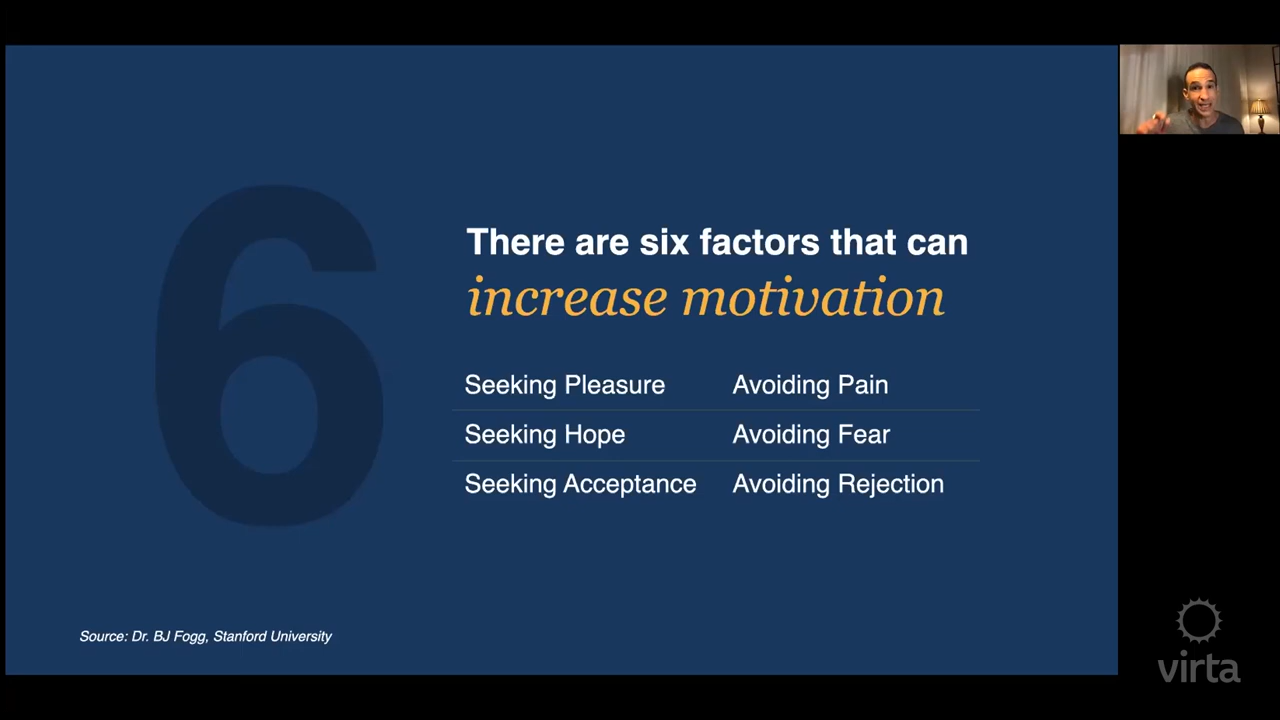 6
There are six factors that can
increase motivation
Seeking Pleasure Avoiding Pain
Seeking Hope Avoiding Fear
Seeking Acceptance Avoiding Rejection
Source: Dr. BJ Fogg, Stanford University
virta